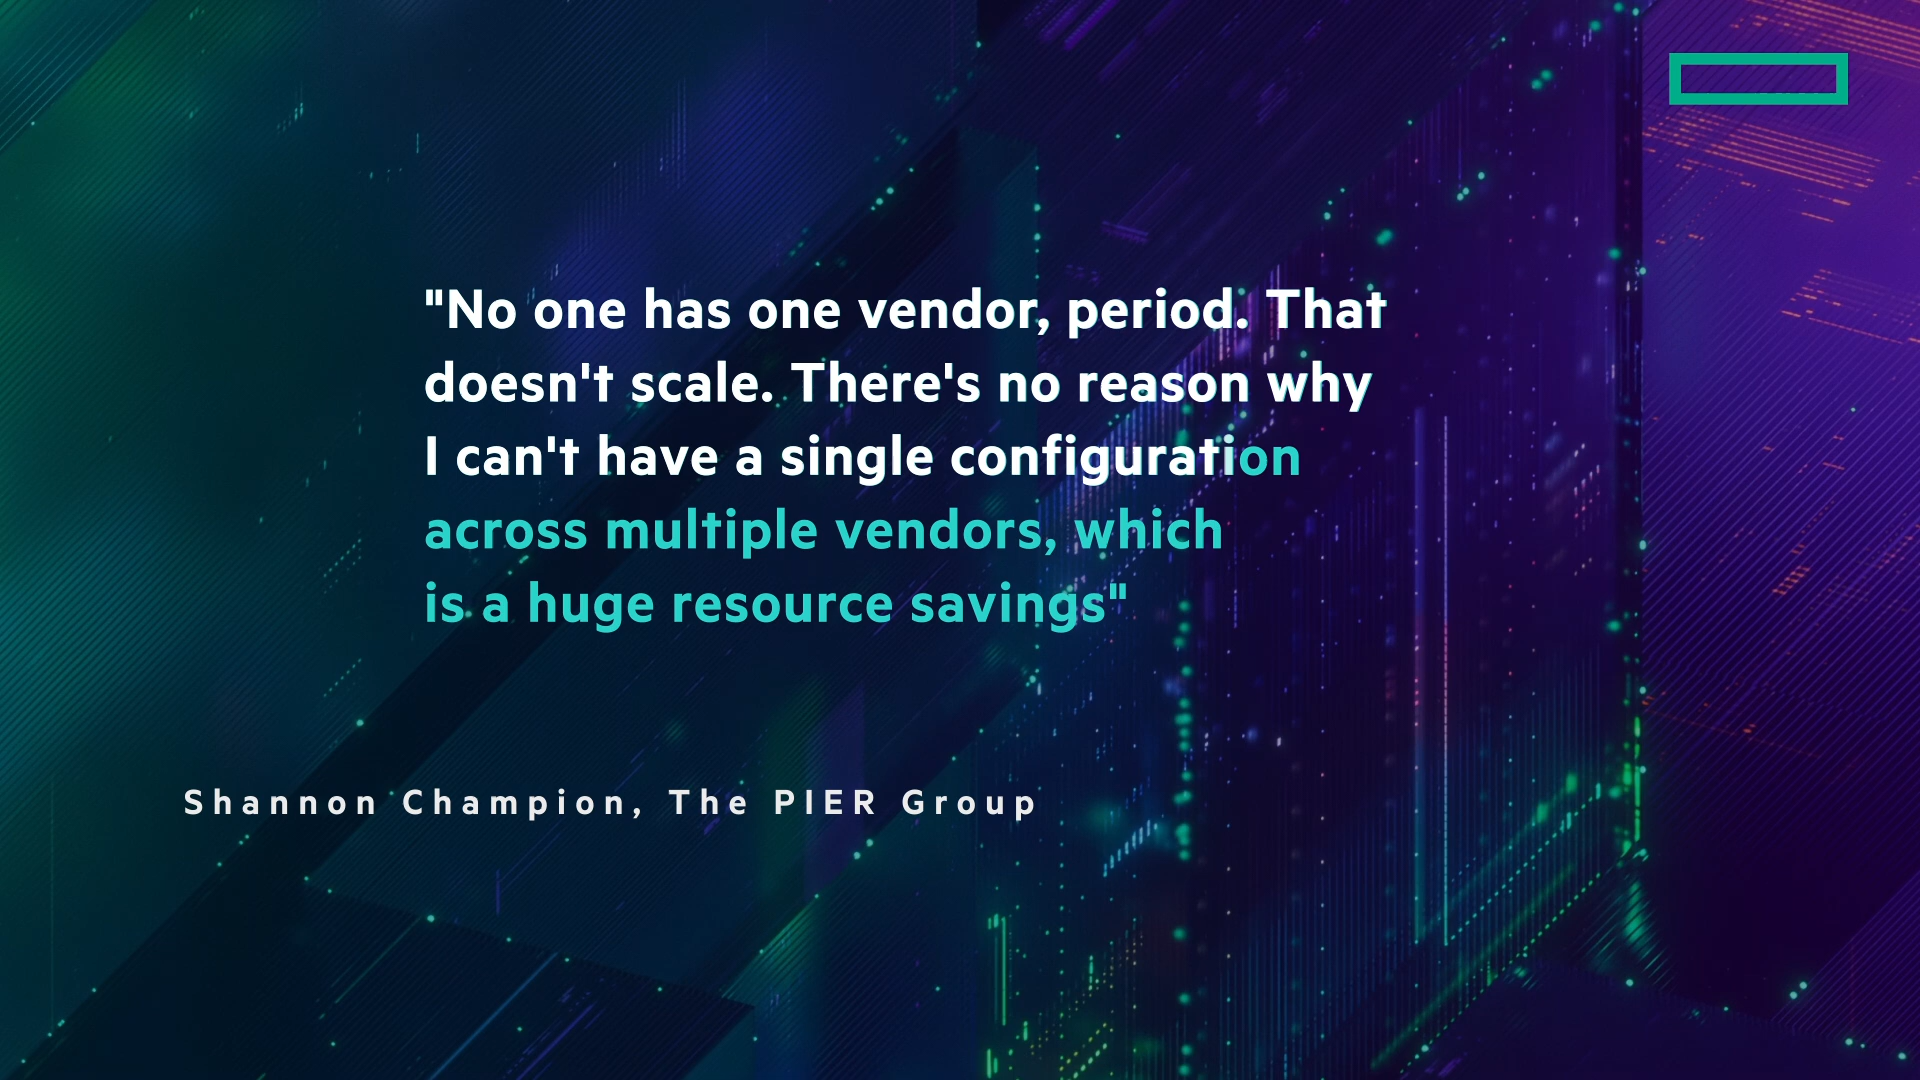 "No one has one vendor, period. That
doesn't scale. There's no reason why
I can't have a single configuration
across multiple vendors, which
is a huge resource savings"
Shannon Champion, The PIER Group